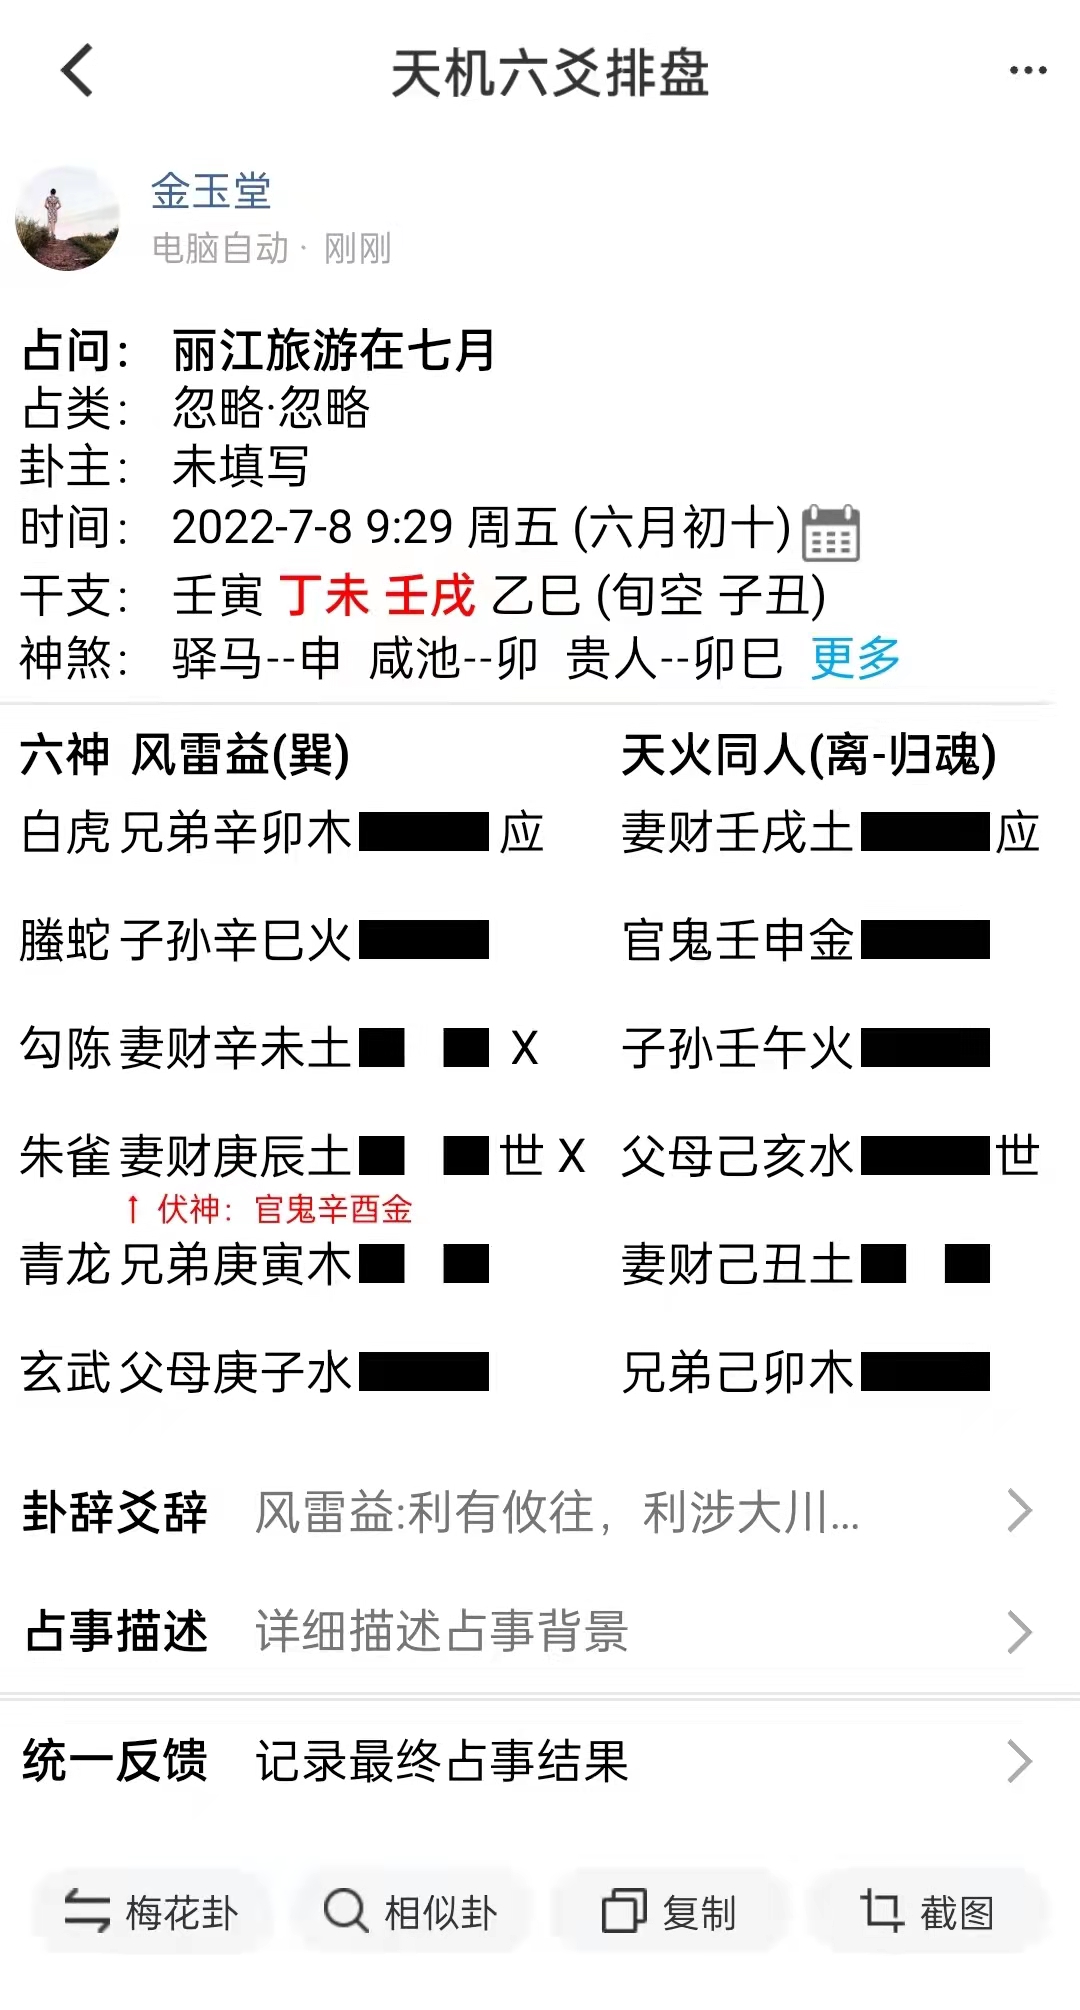 天机六爻排盘
金玉堂
电脑自动· 刚刚
占问: 丽江旅游在七月
占类: 忽略·忽略
卦主: 未填写
时间: 2022-7-8 9:29 周五 (六月初十)
干支: 壬寅 丁未 壬戌 乙巳 (旬空 子丑)
神煞: 驿马--申 咸池--卯 贵人--卯巳 更多
六神 风雷益(巽) 天火同人(离-归魂)
白虎 兄弟辛卯木 应 妻财壬戌土 应
螣蛇 子孙辛巳火 官鬼壬申金
勾陈 妻财辛未土 X 子孙壬午火
朱雀 妻财庚辰土 世 X 父母己亥水 世
↑ 伏神: 官鬼辛酉金
青龙 兄弟庚寅木 妻财己丑土
玄武 父母庚子水 兄弟己卯木
卦辞爻辞 风雷益:利有攸往，利涉大川...
占事描述 详细描述占事背景
统一反馈 记录最终占事结果
梅花卦 相似卦 复制 截图